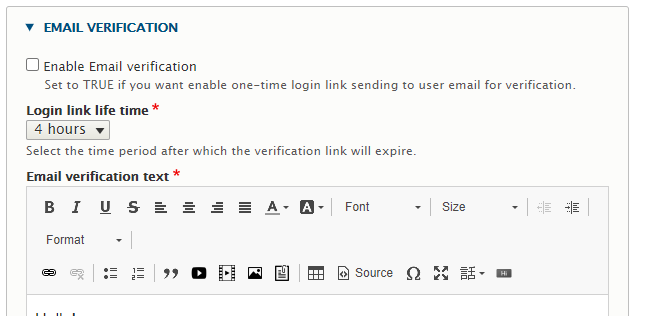 EMAIL VERIFICATION
Enable Email verification
Set to TRUE if you want enable one-time login link sending to user email for verification.
Login link life time *
4 hours
Select the time period after which the verification link will expire.
Email verification text *
B I U S A A Font Size
Format
Source Ω 話 Hi